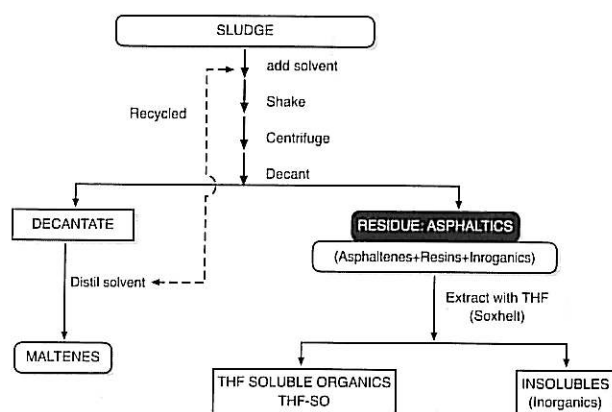 SLUDGE
add solvent
Recycled
Shake
Centrifuge
Decant
DECANTATE
RESIDUE: ASPHALTICS
(Asphaltenes+Resins+Inroganics)
Distil solvent
Extract with THF
(Soxhelt)
MALTENES
THF SOLUBLE ORGANICS
THF-SO
INSOLUBLES
(Inorganics)